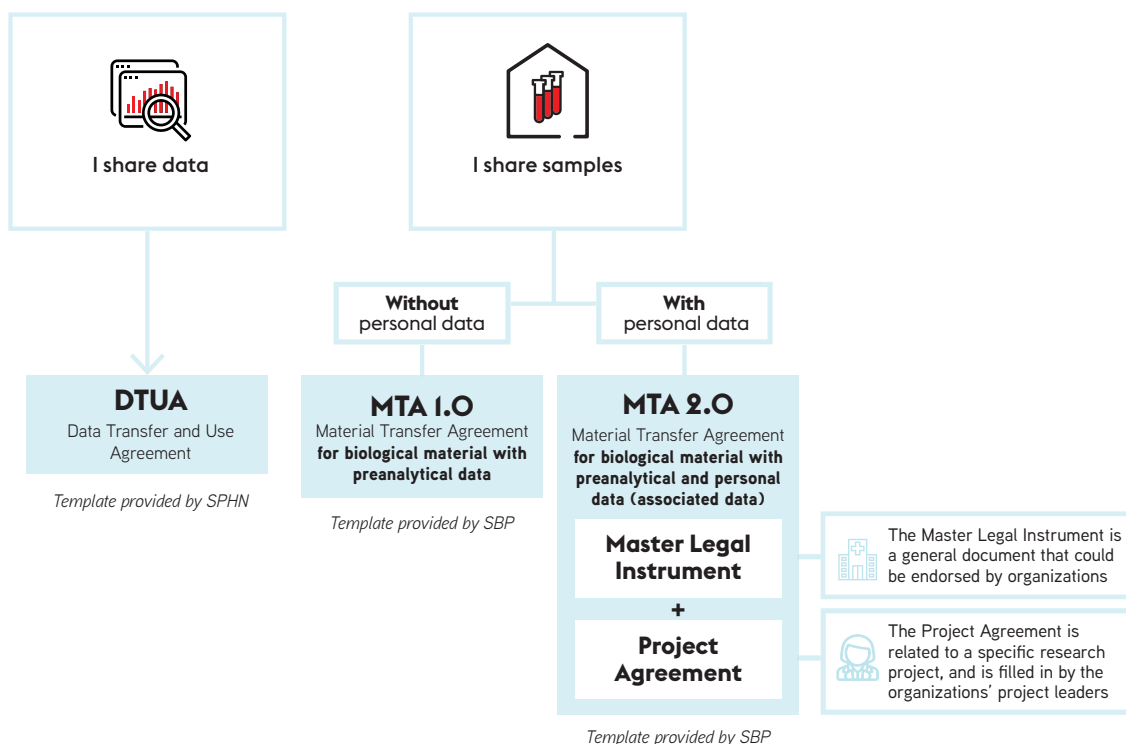 I share data
I share samples
Without
personal data
With
personal data
DTUA
Data Transfer and Use
Agreement
Template provided by SPHN
MTA 1.0
Material Transfer Agreement
for biological material with
preanalytical data
Template provided by SBP
MTA 2.0
Material Transfer Agreement
for biological material with
preanalytical and personal
data (associated data)
Master Legal
Instrument
+
Project
Agreement
Template provided by SBP
The Master Legal Instrument is
a general document that could
be endorsed by organizations
The Project Agreement is
related to a specific research
project, and is filled in by the
organizations’ project leaders